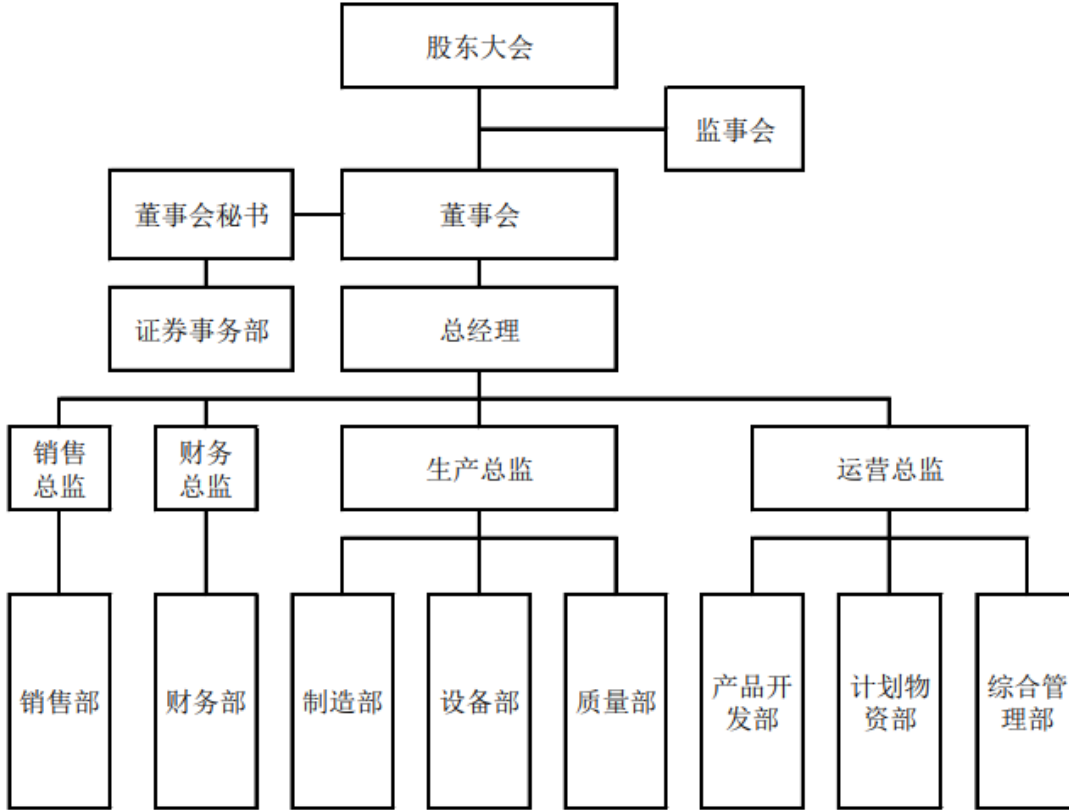 股东大会
监事会
董事会秘书
董事会
证券事务部
总经理
销售
总监
财务
总监
生产总监
运营总监
销售部
财务部
制造部
设备部
质量部
产品开
发部
计划物
资部
综合管
理部